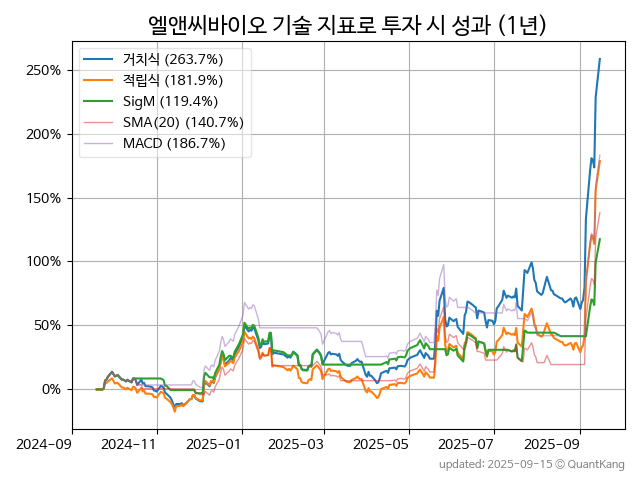 엘앤씨바이오 기술 지표로 투자 시 성과 (1년)
거치식 (263.7%)
적립식 (181.9%)
SigM (119.4%)
SMA(20) (140.7%)
MACD (186.7%)
250%
200%
150%
100%
50%
0%
2024-09 2024-11 2025-01 2025-03 2025-05 2025-07 2025-09
updated: 2025-09-15 © QuantKang